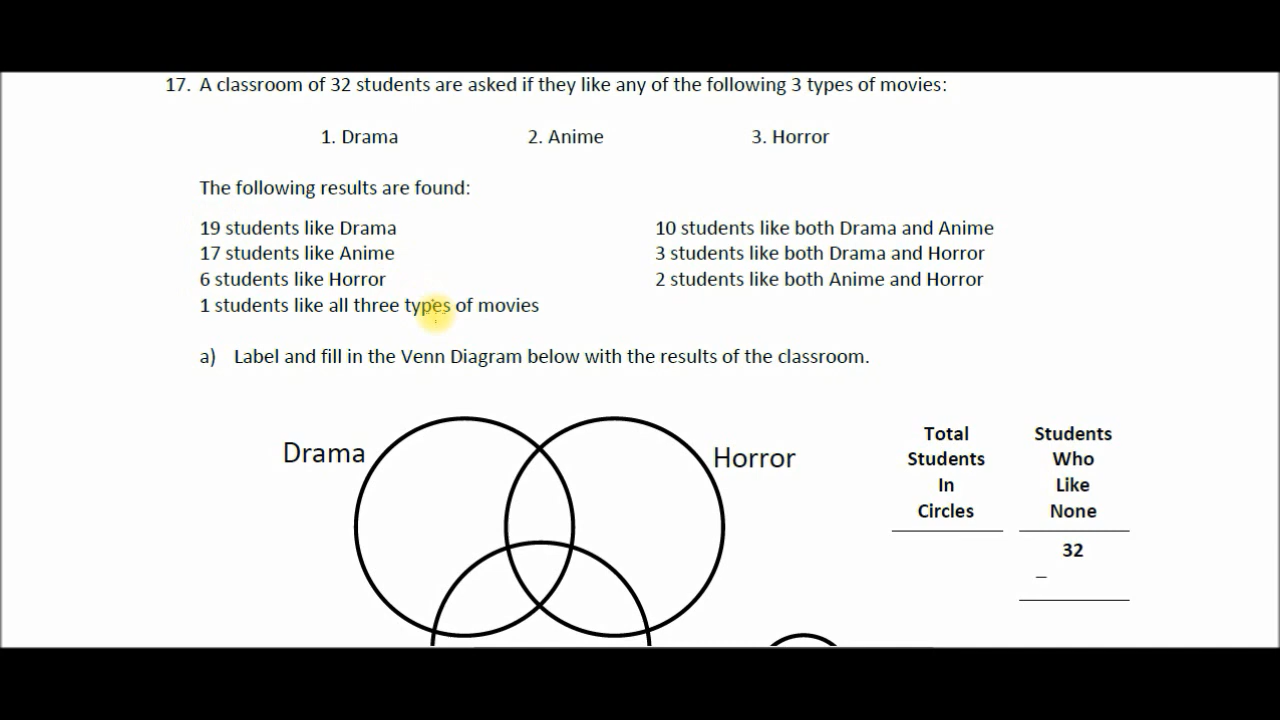 17. A classroom of 32 students are asked if they like any of the following 3 types of movies:
1. Drama 2. Anime 3. Horror
The following results are found:
19 students like Drama 10 students like both Drama and Anime
17 students like Anime 3 students like both Drama and Horror
6 students like Horror 2 students like both Anime and Horror
1 students like all three types of movies
a) Label and fill in the Venn Diagram below with the results of the classroom.
Drama
Horror
Total
Students
In
Circles
Students
Who
Like
None
32
–